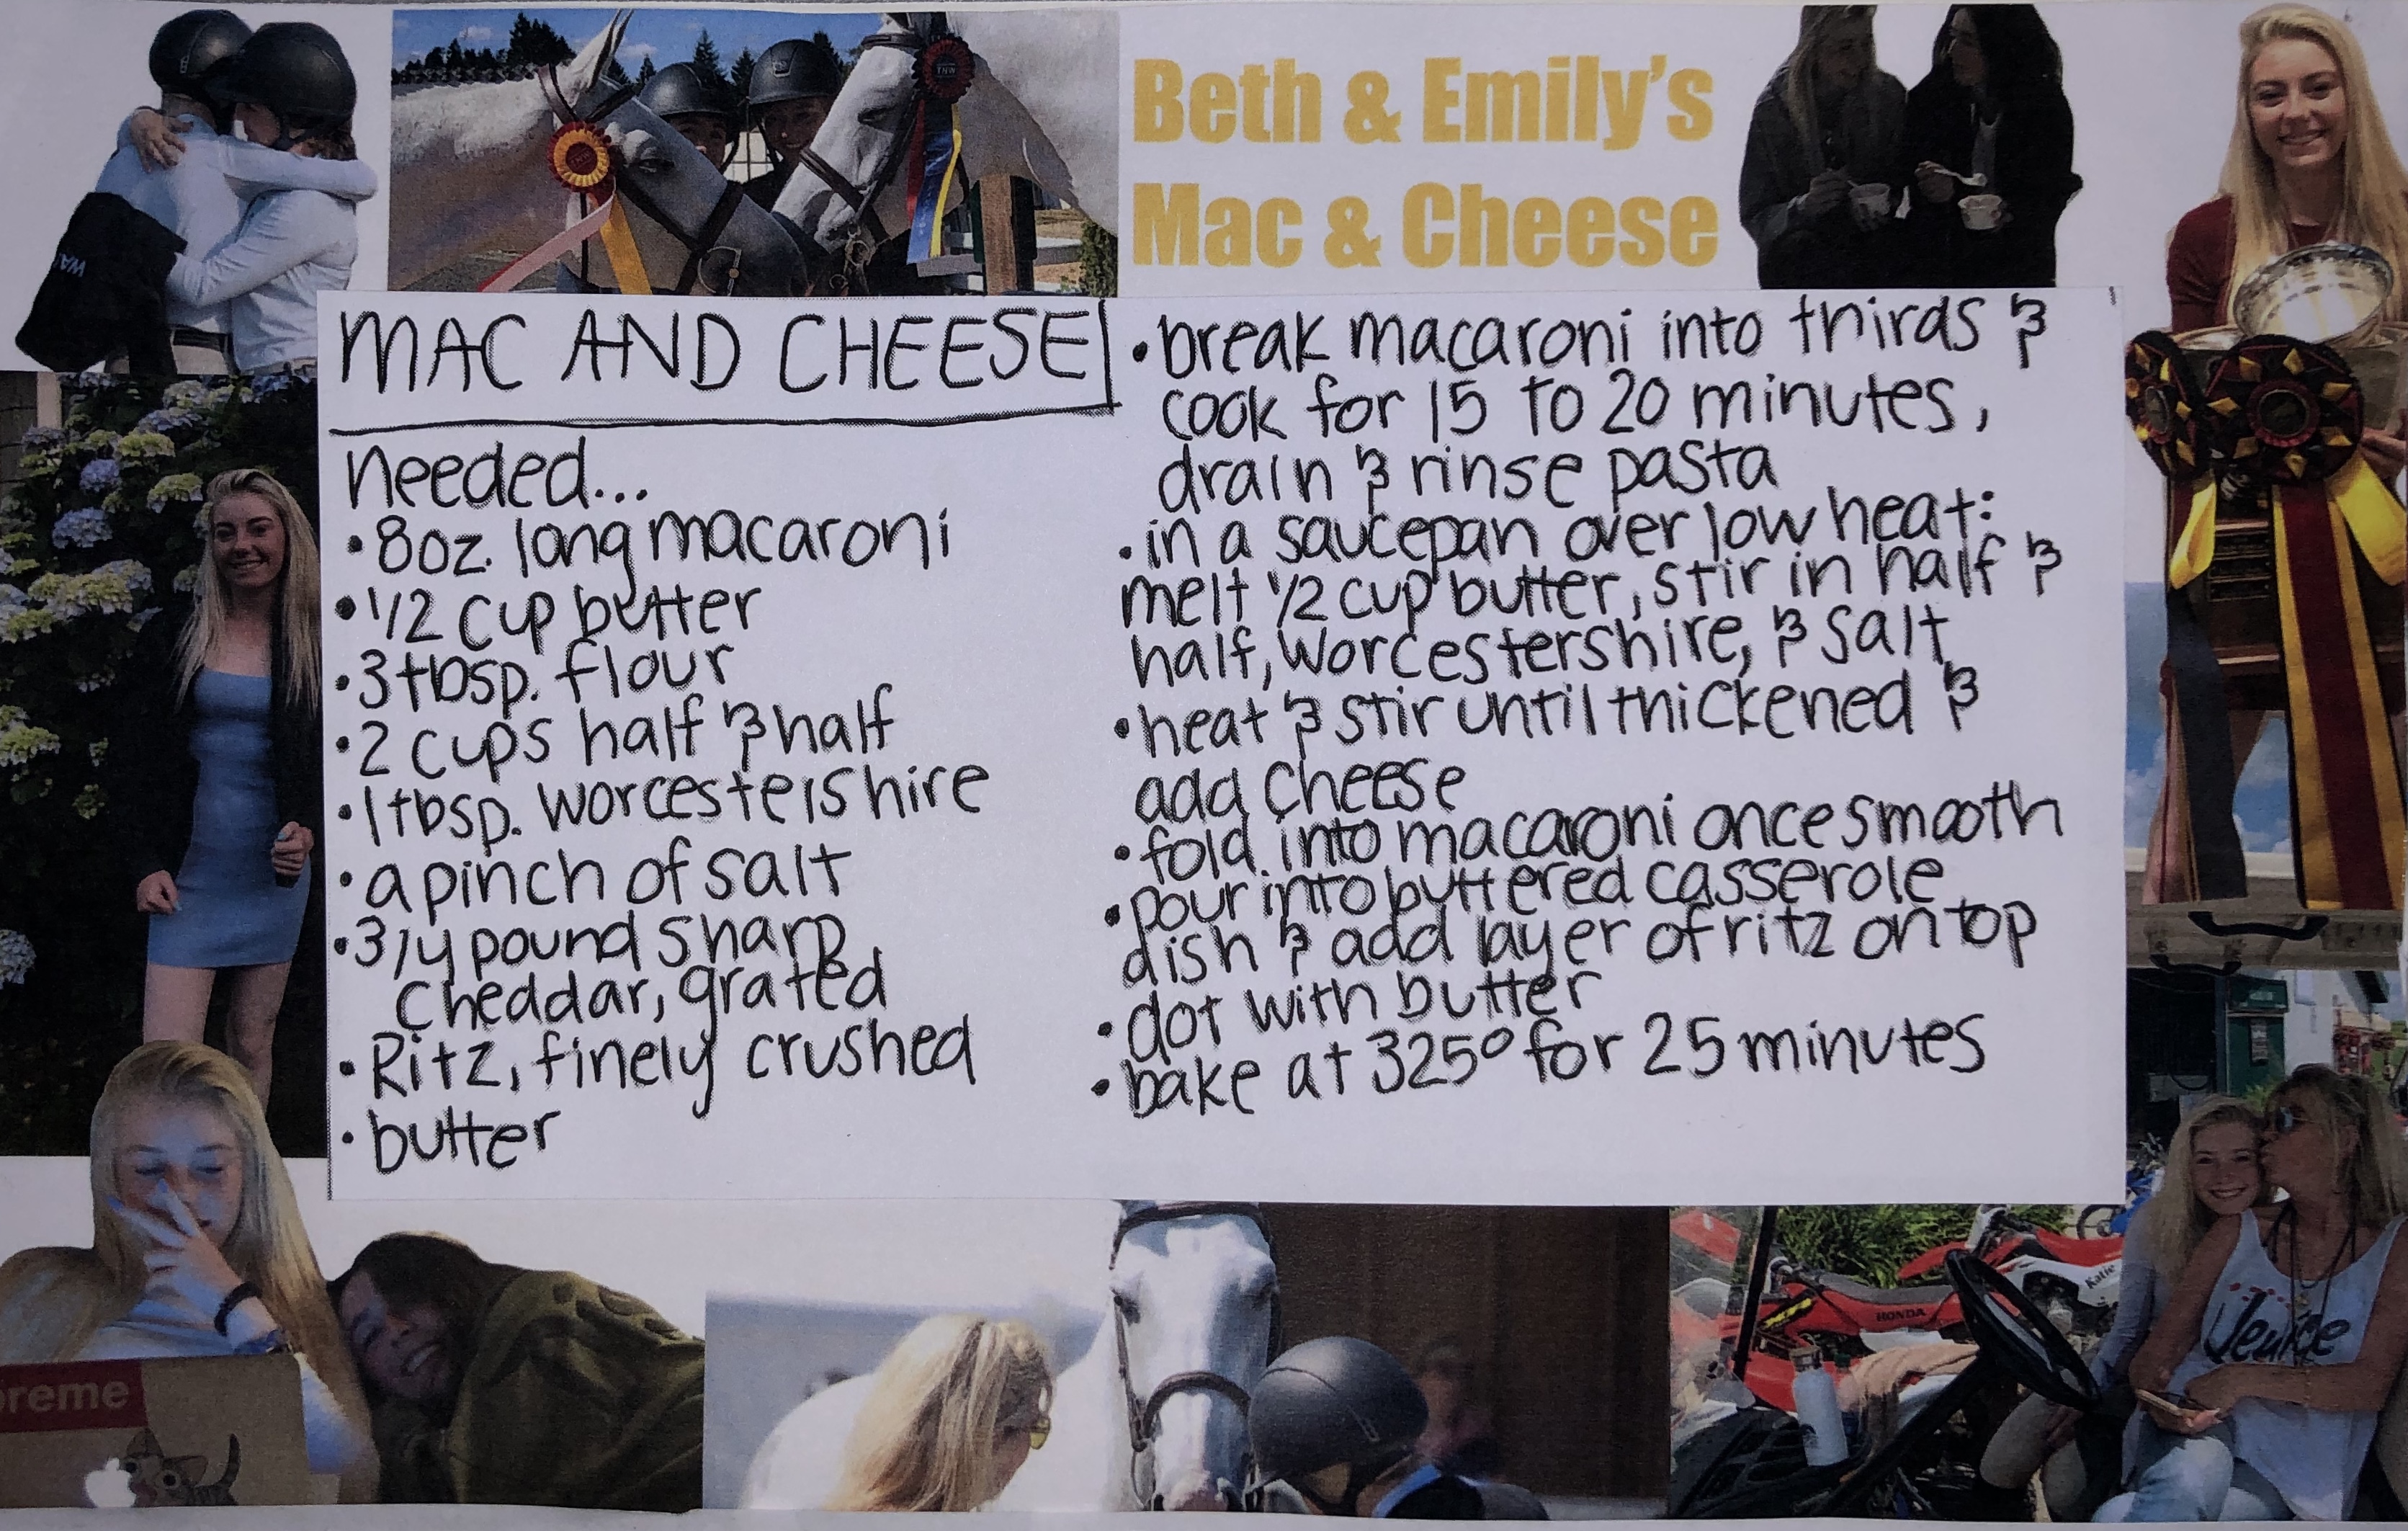 Beth & Emily's
Mac & Cheese
MAC AND CHEESE
needed...
• 8oz. long macaroni
• 1/2 cup butter
• 3 tbsp. flour
• 2 cups half & half
• 1 tbsp. worcestershire
• a pinch of salt
• 3/4 pound sharp
cheddar, grated
• Ritz, finely crushed
• butter
• break macaroni into thirds &
cook for 15 to 20 minutes,
drain & rinse pasta
• in a saucepan over low heat:
melt 1/2 cup butter, stir in half &
half, worcestershire, & salt
• heat & stir until thickened &
add cheese
• fold into macaroni once smooth
• pour into buttered casserole
dish & add layer of ritz on top
• dot with butter
• bake at 325° for 25 minutes
TNW
TNW
WA
preme
HONDA
Katie
Venice